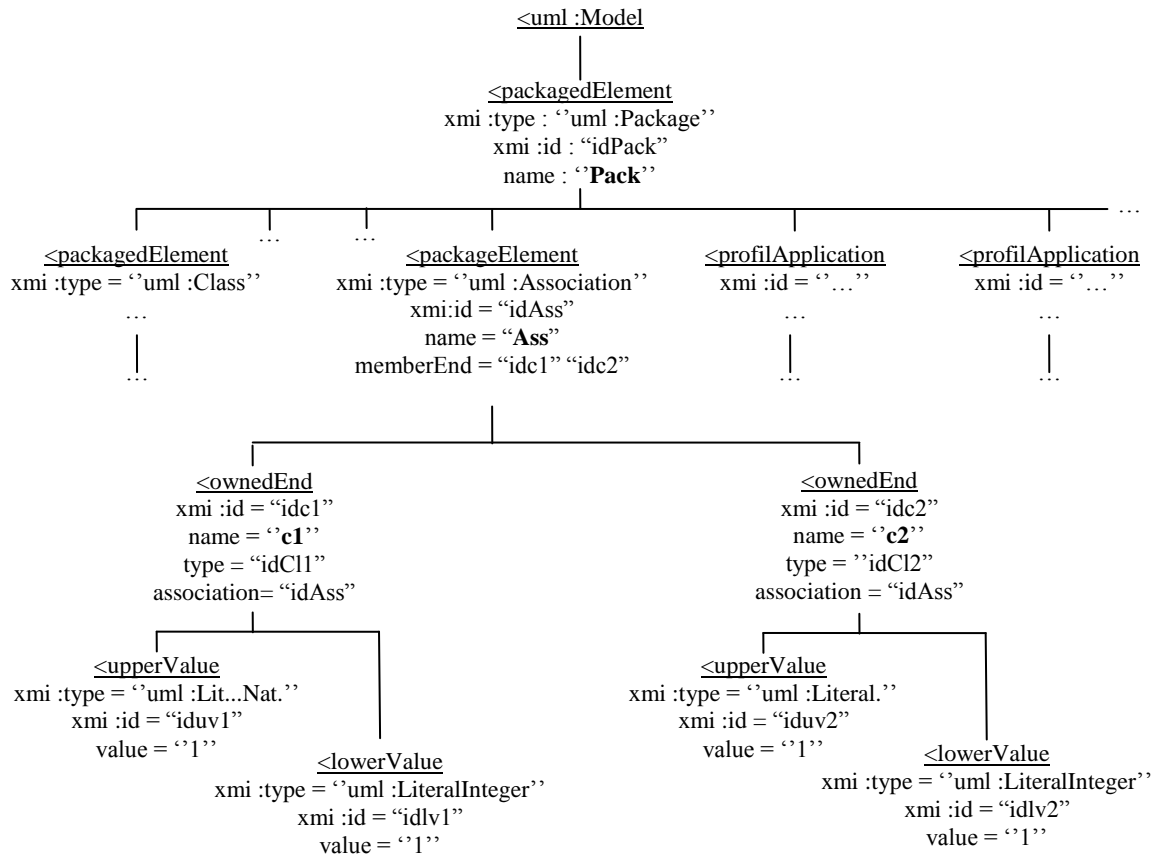 <uml :Model
<packagedElement
xmi :type : ‘’uml :Package’’
xmi :id : “idPack”
name : ‘’Pack’’
…
<packagedElement
xmi :type = ‘’uml :Class’’
…
…
…
…
<packageElement
xmi :type = ‘’uml :Association’’
xmi:id = “idAss”
name = “Ass”
memberEnd = “idc1” “idc2”
<profilApplication
xmi :id = ‘’…’’
…
…
<profilApplication
xmi :id = ‘’…’’
…
…
<ownedEnd
xmi :id = “idc1”
name = ‘’c1’’
type = “idCl1”
association= “idAss”
<ownedEnd
xmi :id = “idc2”
name = ‘’c2’’
type = ’’idCl2”
association = “idAss”
<upperValue
xmi :type = ‘’uml :Lit...Nat.’’
xmi :id = “iduv1”
value = ‘’1’’
<lowerValue
xmi :type = ‘’uml :LiteralInteger’’
xmi :id = “idlv1”
value = ‘’1’’
<upperValue
xmi :type = ‘’uml :Literal.’’
xmi :id = “iduv2”
value = ‘’1’’
<lowerValue
xmi :type = ‘’uml :LiteralInteger’’
xmi :id = “idlv2”
value = ‘’1’’